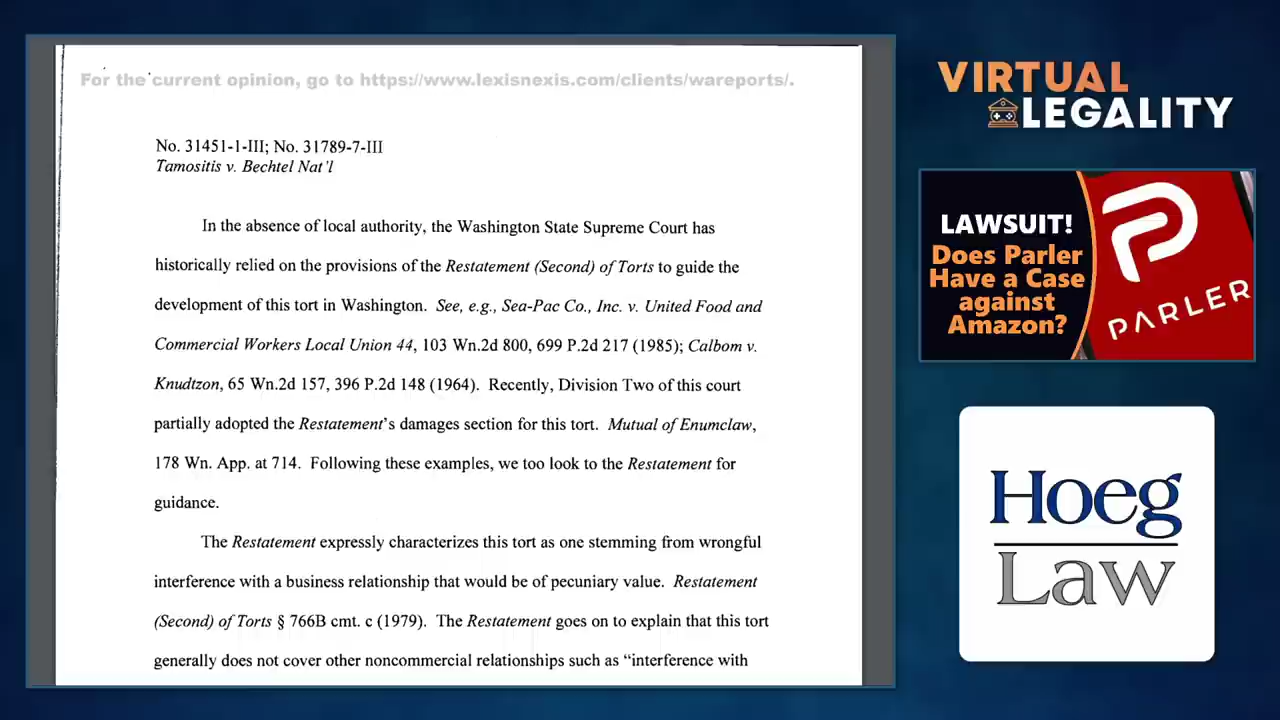 For the current opinion, go to https://www.lexisnexis.com/clients/wareports/.
No. 31451-1-III; No. 31789-7-III
Tamositis v. Bechtel Nat'l
In the absence of local authority, the Washington State Supreme Court has
historically relied on the provisions of the Restatement (Second) of Torts to guide the
development of this tort in Washington. See, e.g., Sea-Pac Co., Inc. v. United Food and
Commercial Workers Local Union 44, 103 Wn.2d 800, 699 P.2d 217 (1985); Calbom v.
Knudtzon, 65 Wn.2d 157, 396 P.2d 148 (1964). Recently, Division Two of this court
partially adopted the Restatement's damages section for this tort. Mutual of Enumclaw,
178 Wn. App. at 714. Following these examples, we too look to the Restatement for
guidance.
The Restatement expressly characterizes this tort as one stemming from wrongful
interference with a business relationship that would be of pecuniary value. Restatement
(Second) of Torts § 766B cmt. c (1979). The Restatement goes on to explain that this tort
generally does not cover other noncommercial relationships such as “interference with
VIRTUAL
LEGALITY
LAWSUIT!
Does Parler
Have a Case
against
Amazon?
PARLER
Hoeg
Law